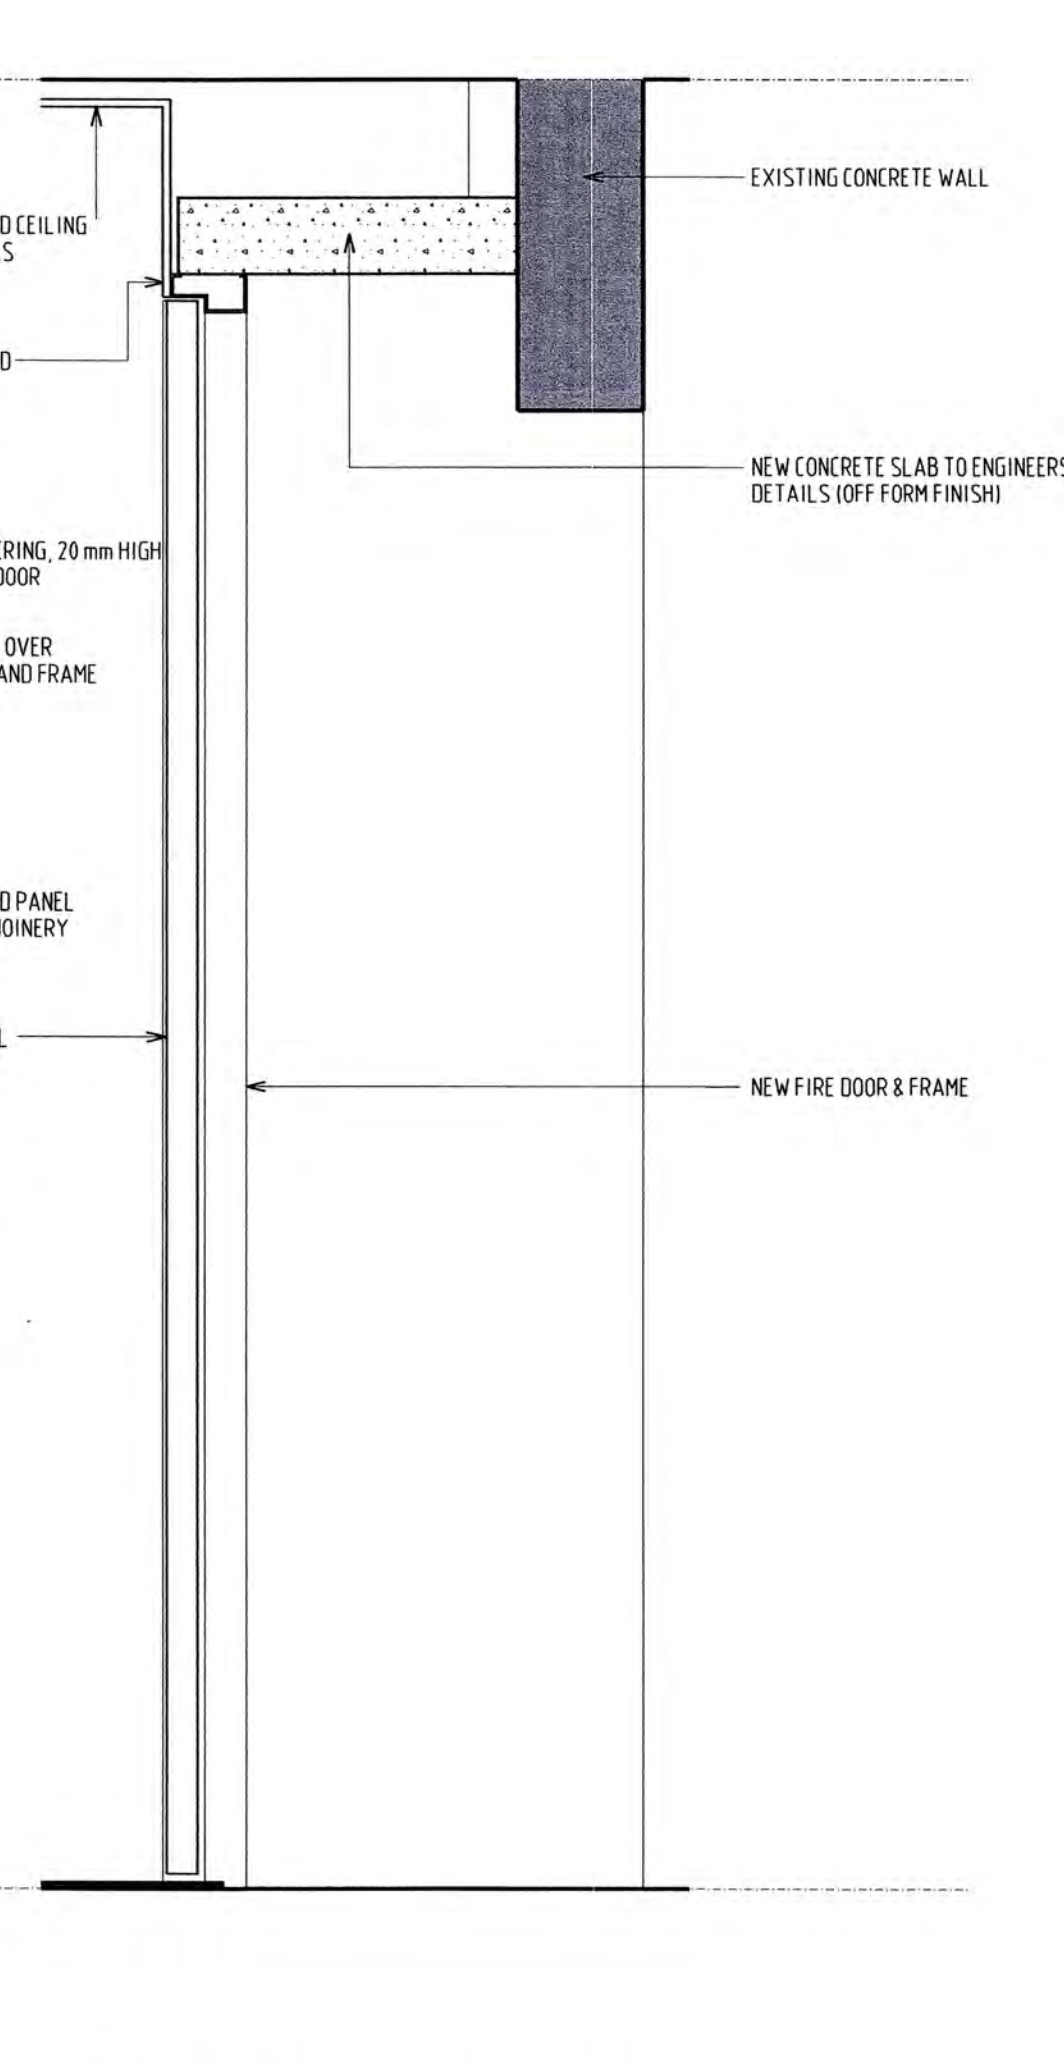 EXISTING CONCRETE WALL
D CEILING
S
D
NEW CONCRETE SLAB TO ENGINEERS
DETAILS (OFF FORM FINISH)
ERING, 20 mm HIGH
DOOR
OVER
AND FRAME
D PANEL
JOINERY
L
NEW FIRE DOOR & FRAME